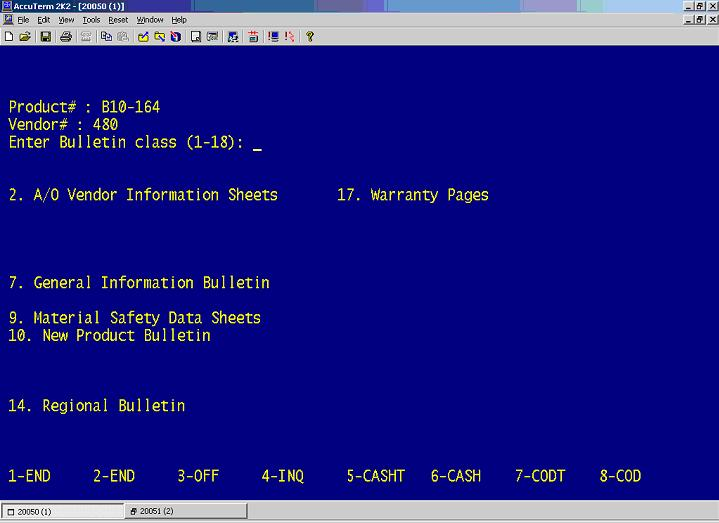 AccuTerm 2K2 - [20050 (1)]
File Edit View Tools Reset Window Help
Product# : B10-164
Vendor# : 480
Enter Bulletin class (1-18): _
2. A/O Vendor Information Sheets 17. Warranty Pages
7. General Information Bulletin
9. Material Safety Data Sheets
10. New Product Bulletin
14. Regional Bulletin
1-END 2-END 3-OFF 4-INQ 5-CASHT 6-CASH 7-CODT 8-COD
20050 (1) 20051 (2)